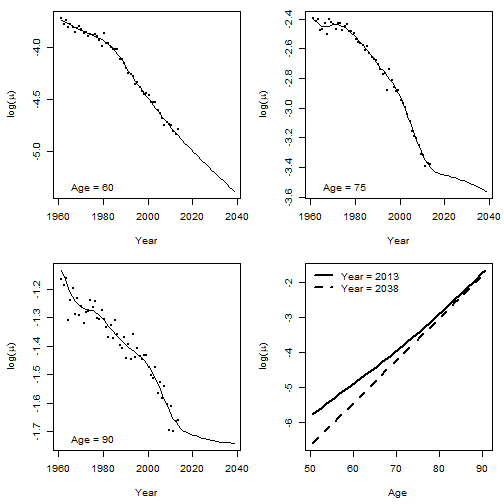 log(μ)
-4.0
-4.5
-5.0
Age = 60
1960 1980 2000 2020 2040
Year
log(μ)
-2.4
-2.6
-2.8
-3.0
-3.2
-3.4
-3.6
Age = 75
1960 1980 2000 2020 2040
Year
log(μ)
-1.2
-1.3
-1.4
-1.5
-1.6
-1.7
Age = 90
1960 1980 2000 2020 2040
Year
log(μ)
-2
-3
-4
-5
-6
Year = 2013
Year = 2038
50 60 70 80 90
Age